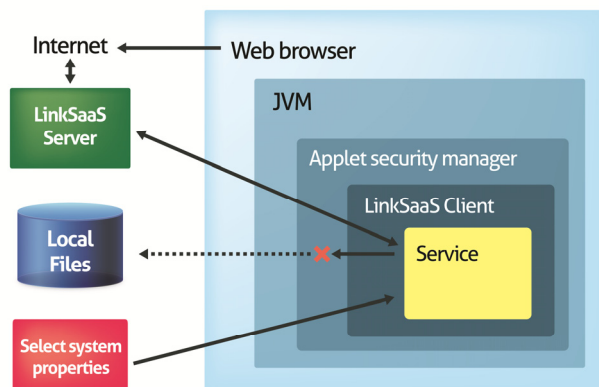 Internet
Web browser
LinkSaaS
Server
JVM
Applet security manager
LinkSaaS Client
Service
Local
Files
Select system
properties